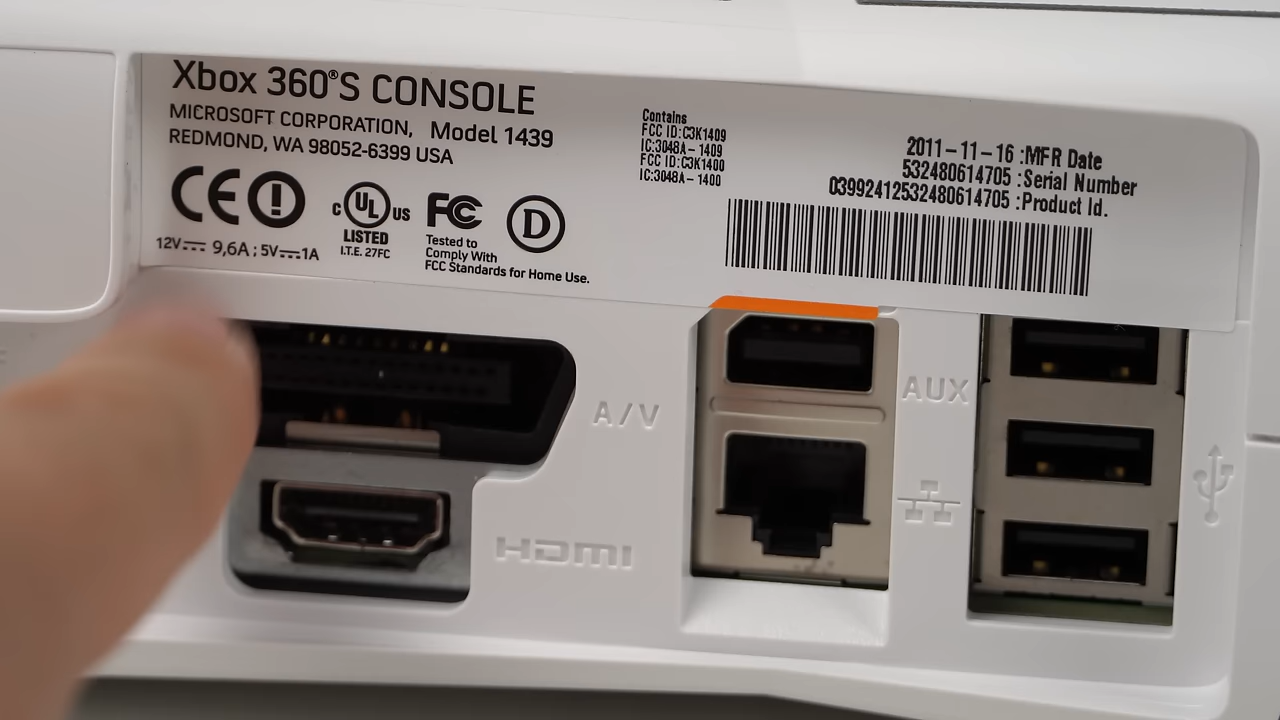 Xbox 360®S CONSOLE
MICROSOFT CORPORATION, Model 1439
REDMOND, WA 98052-6399 USA
CE
C UL US
LISTED
I.T.E. 27FC
FC
Tested to
Comply With
FCC Standards for Home Use.
D
12V 9,6A ; 5V 1A
Contains
FCC ID:C3K1409
IC:3048A-1409
FCC ID:C3K1400
IC:3048A-1400
2011-11-16 :MFR Date
532480614705 :Serial Number
03992412532480614705 :Product Id.
A/V
AUX
HDMI